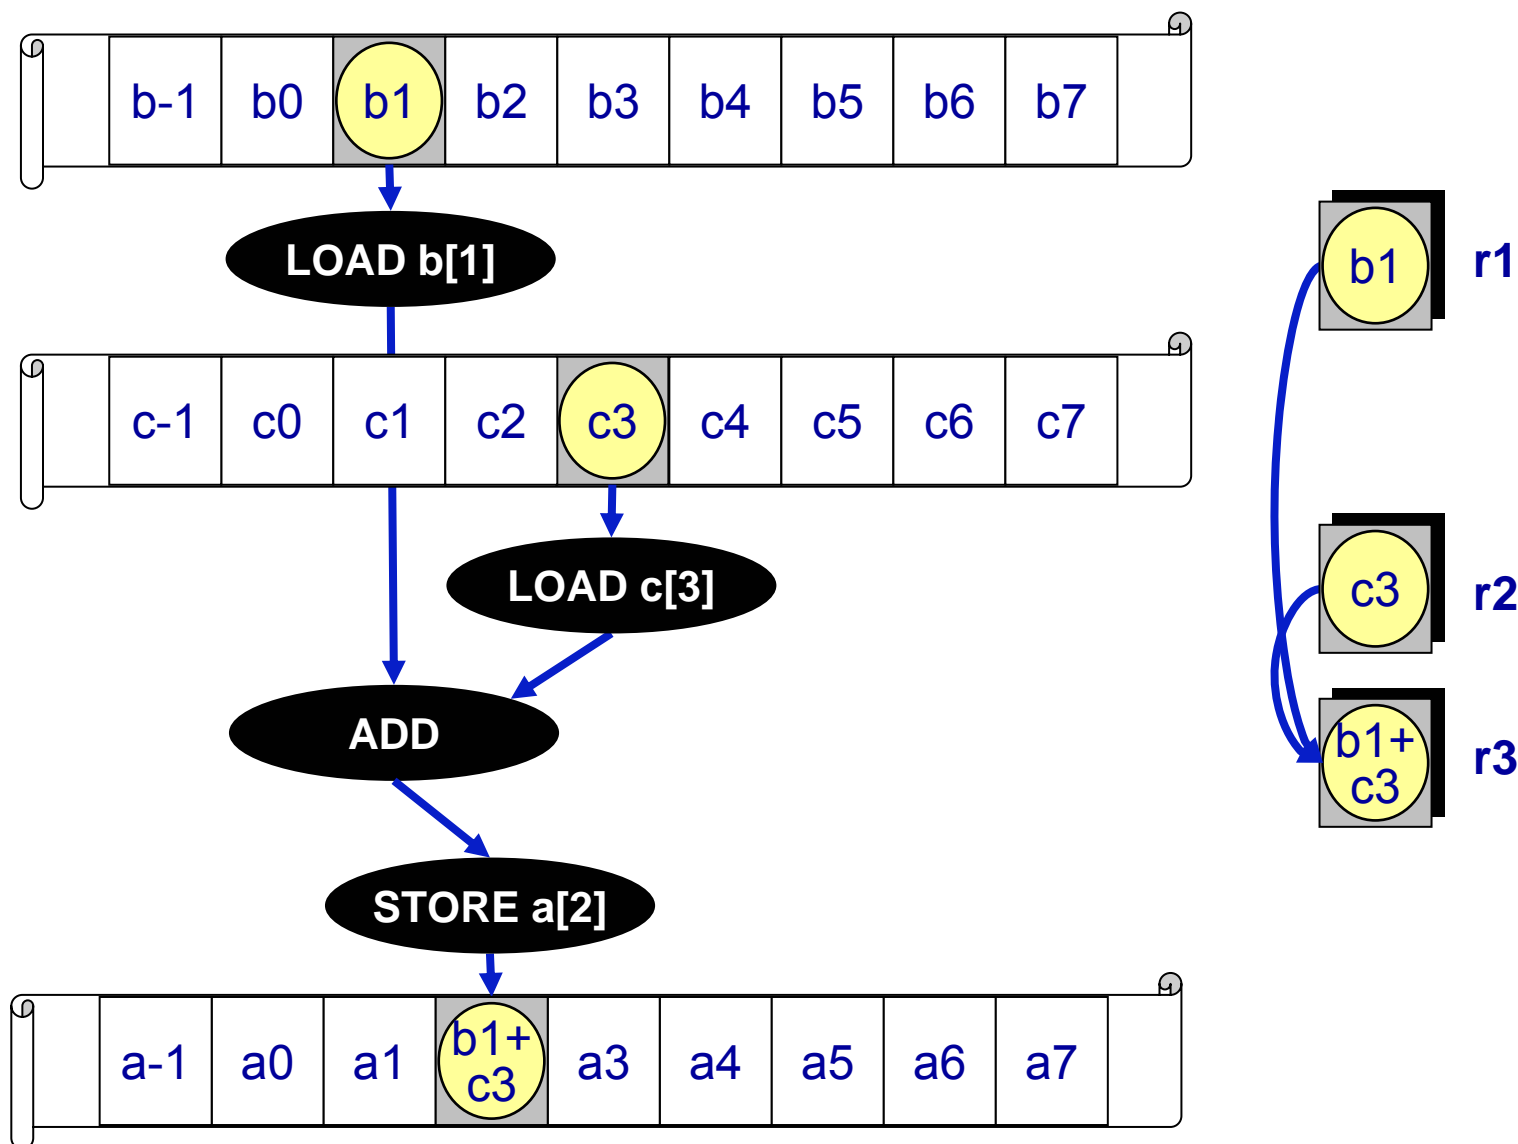 b-1 b0 b1 b2 b3 b4 b5 b6 b7
LOAD b[1]
b1 r1
c-1 c0 c1 c2 c3 c4 c5 c6 c7
LOAD c[3]
c3 r2
ADD
b1+
c3
r3
STORE a[2]
a-1 a0 a1 b1+ a3 a4 a5 a6 a7
c3